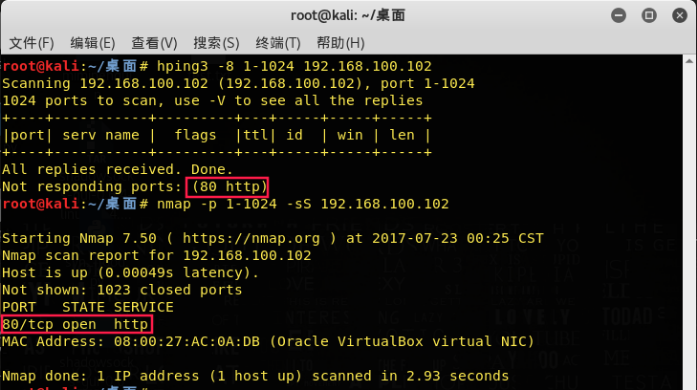 root@kali: ~/桌面
文件(F) 编辑(E) 查看(V) 搜索(S) 终端(T) 帮助(H)
root@kali:~/桌面# hping3 -8 1-1024 192.168.100.102
Scanning 192.168.100.102 (192.168.100.102), port 1-1024
1024 ports to scan, use -V to see all the replies
+----+-----------+---------+---+-----+-----+-----+
|port| serv name |  flags  |ttl| id  | win | len |
+----+-----------+---------+---+-----+-----+-----+
All replies received. Done.
Not responding ports: (80 http)
root@kali:~/桌面# nmap -p 1-1024 -sS 192.168.100.102
Starting Nmap 7.50 ( https://nmap.org ) at 2017-07-23 00:25 CST
Nmap scan report for 192.168.100.102
Host is up (0.00049s latency).
Not shown: 1023 closed ports
PORT   STATE SERVICE
80/tcp open  http
MAC Address: 08:00:27:AC:0A:DB (Oracle VirtualBox virtual NIC)
Nmap done: 1 IP address (1 host up) scanned in 2.93 seconds